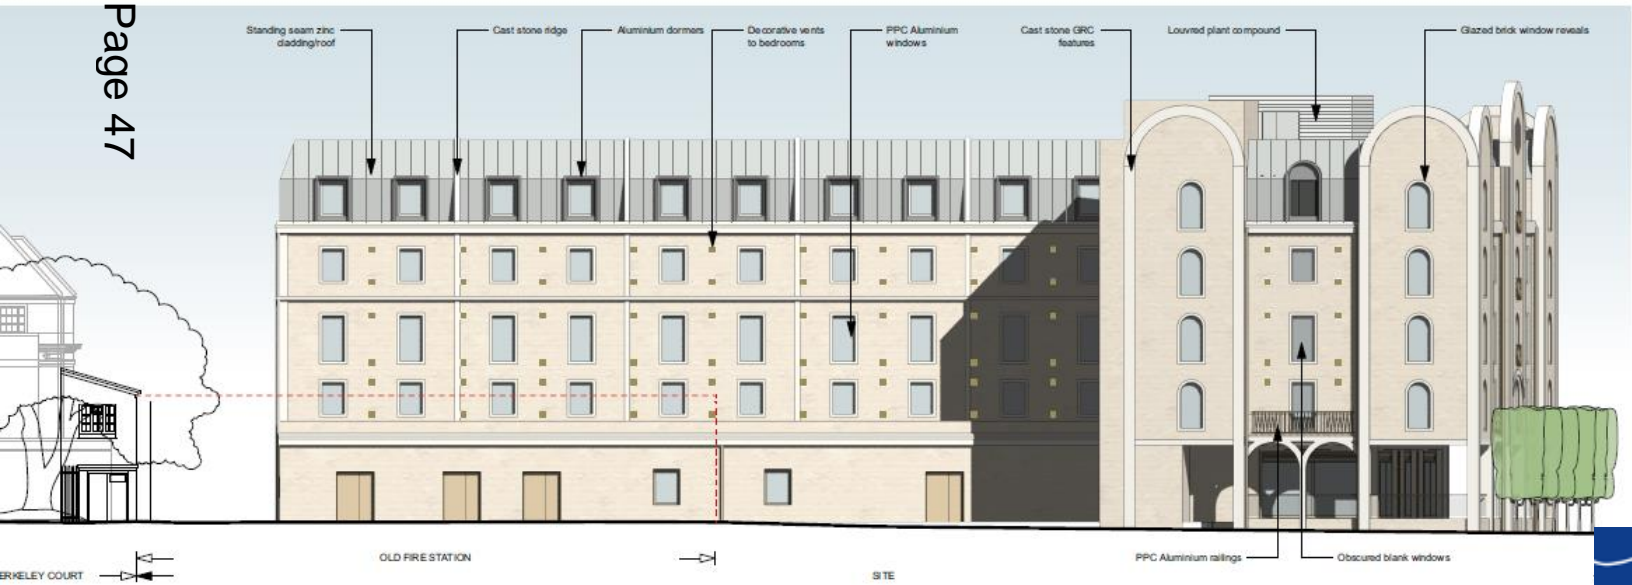 Page 47
Standing seam zinc
cladding/roof
Cast stone ridge
Aluminium dormers
Decorative vents
to bedrooms
PPC Aluminium
windows
Cast stone GRC
features
Louvred plant compound
Glazed brick window reveals
PPC Aluminium railings
Obscured blank windows
OLD FIRE STATION
ERKELEY COURT
SITE